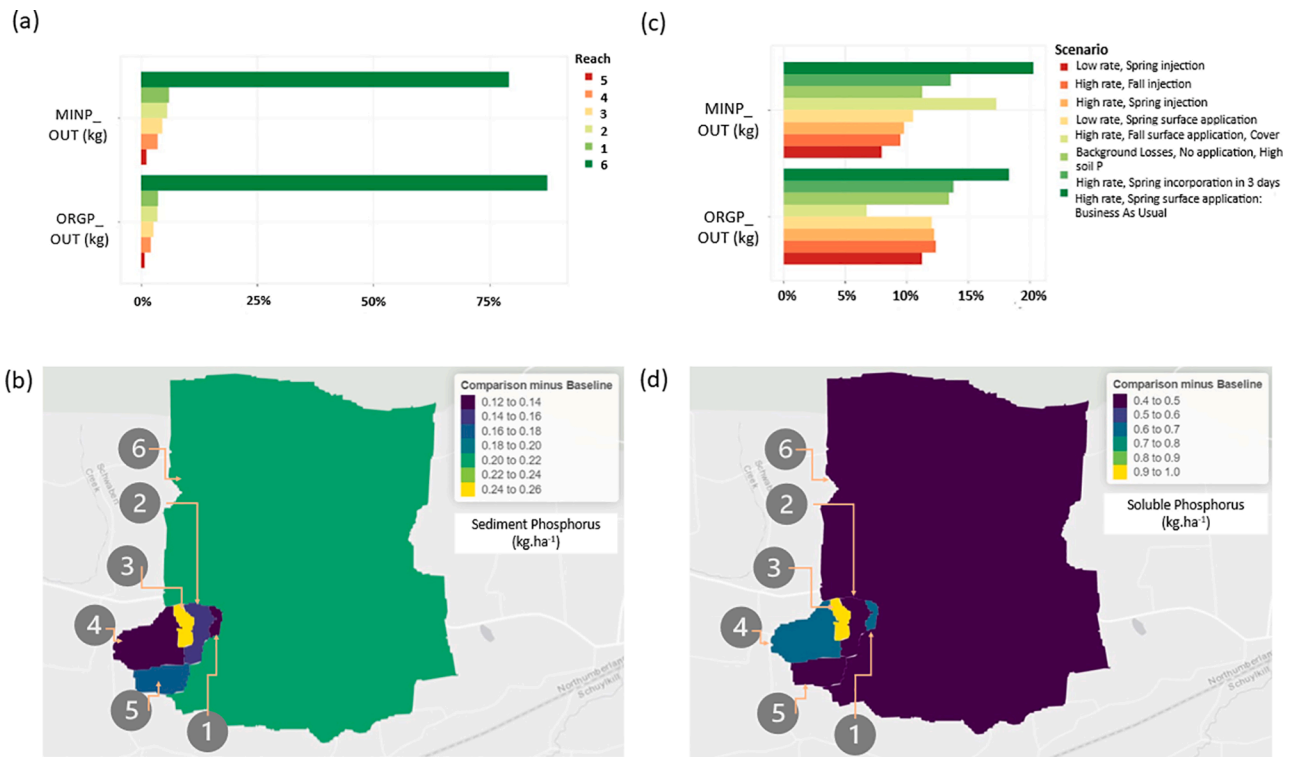 (a)
Reach
5
4
3
2
1
6
MINP_
OUT (kg)
ORGP_
OUT (kg)
0%
25%
50%
75%
(c)
Scenario
Low rate, Spring injection
High rate, Fall injection
High rate, Spring injection
Low rate, Spring surface application
High rate, Fall surface application, Cover
Background Losses, No application, High
soil P
High rate, Spring incorporation in 3 days
High rate, Spring surface application:
Business As Usual
MINP_
OUT (kg)
ORGP_
OUT (kg)
0%
5%
10%
15%
20%
(b)
Comparison minus Baseline
0.12 to 0.14
0.14 to 0.16
0.16 to 0.18
0.18 to 0.20
0.20 to 0.22
0.22 to 0.24
0.24 to 0.26
Sediment Phosphorus
(kg.ha⁻¹)
6
2
3
4
5
1
Schwaben
Creek
Northumberland
Schuylkill
(d)
Comparison minus Baseline
0.4 to 0.5
0.5 to 0.6
0.6 to 0.7
0.7 to 0.8
0.8 to 0.9
0.9 to 1.0
Soluble Phosphorus
(kg.ha⁻¹)
6
2
3
4
5
1
Northumberland
Schuylkill